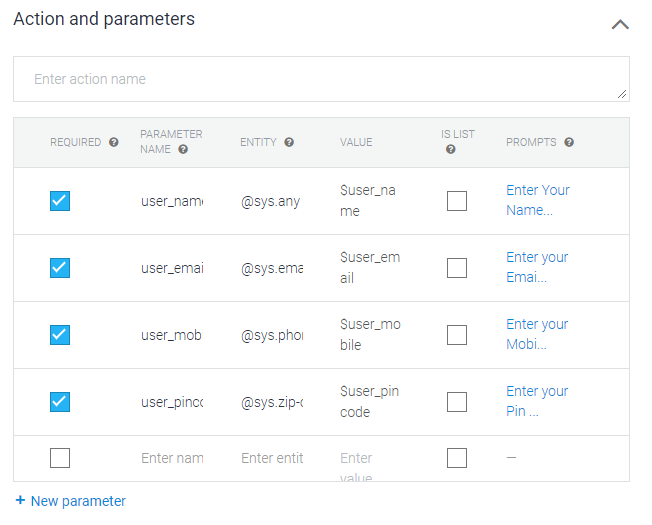 Action and parameters
Enter action name
REQUIRED
PARAMETER
NAME
ENTITY
VALUE
IS LIST
PROMPTS
user_nam
@sys.any
$user_na
me
Enter Your
Name...
user_emai
@sys.ema
$user_em
ail
Enter your
Emai...
user_mob
@sys.pho
$user_mo
bile
Enter your
Mobi...
user_pinc
@sys.zip-c
$user_pin
code
Enter your
Pin ...
Enter nam
Enter entit
Enter
value
—
+ New parameter